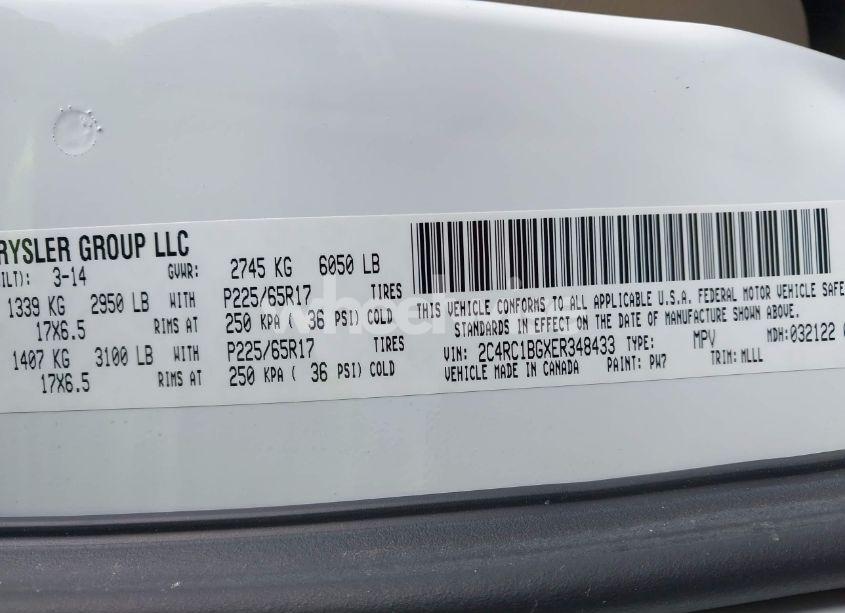 RYSLER GROUP LLC
ILT): 3-14 GVWR: 2745 KG 6050 LB
1339 KG 2950 LB WITH P225/65R17 TIRES
17X6.5 RIMS AT 250 KPA ( 36 PSI) COLD
1407 KG 3100 LB WITH P225/65R17 TIRES
17X6.5 RIMS AT 250 KPA ( 36 PSI) COLD
THIS VEHICLE CONFORMS TO ALL APPLICABLE U.S.A. FEDERAL MOTOR VEHICLE SAFE
STANDARDS IN EFFECT ON THE DATE OF MANUFACTURE SHOWN ABOVE.
VIN: 2C4RC1BGXER348433 TYPE: MPV MDH: 032122
VEHICLE MADE IN CANADA PAINT: PW7 TRIM: MLLL